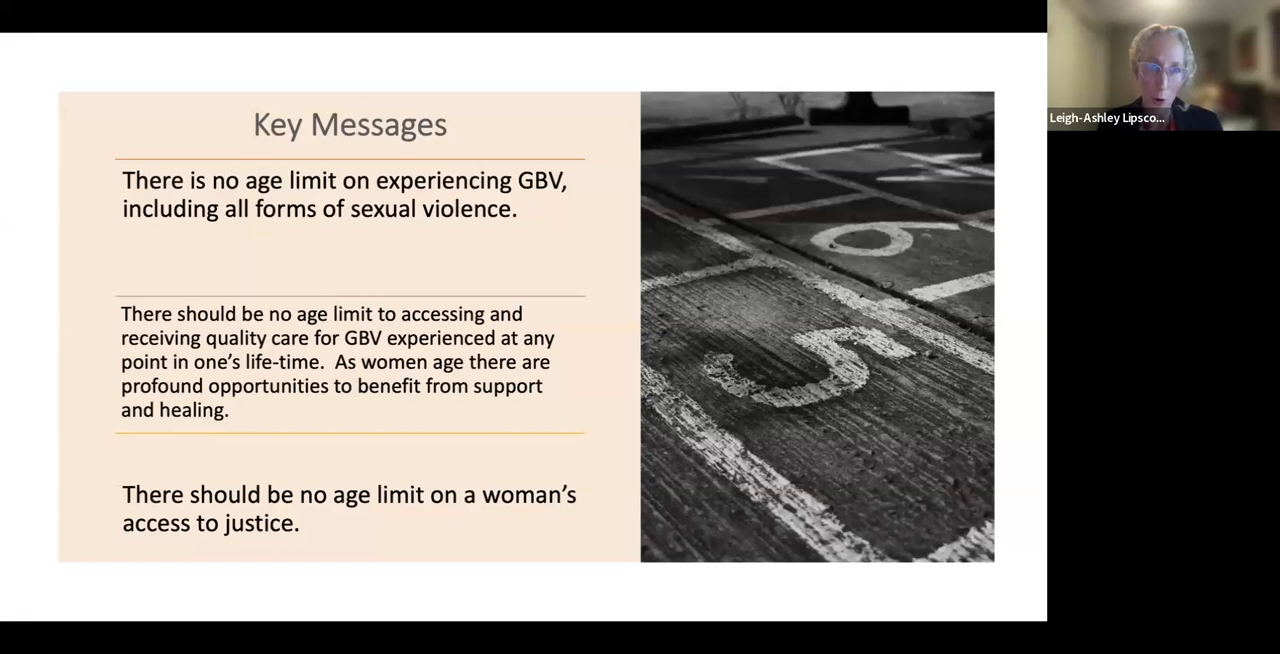 Key Messages
There is no age limit on experiencing GBV,
including all forms of sexual violence.
There should be no age limit to accessing and
receiving quality care for GBV experienced at any
point in one's life-time.  As women age there are
profound opportunities to benefit from support
and healing.
There should be no age limit on a woman's
access to justice.
6
5
Leigh-Ashley Lipsco...